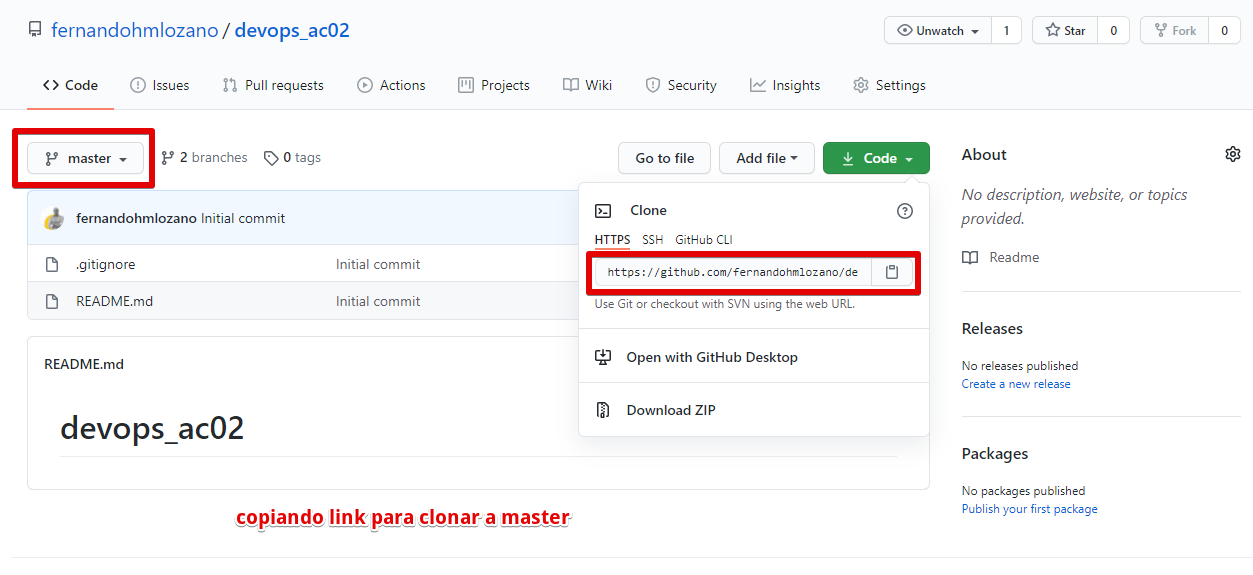 fernandohmlozano / devops_ac02
Unwatch 1 Star 0 Fork 0
Code Issues Pull requests Actions Projects Wiki Security Insights Settings
master 2 branches 0 tags Go to file Add file Code
fernandohmlozano Initial commit
.gitignore Initial commit
README.md Initial commit
README.md
devops_ac02
Clone
HTTPS SSH GitHub CLI
https://github.com/fernandohmlozano/de
Use Git or checkout with SVN using the web URL.
Open with GitHub Desktop
Download ZIP
About
No description, website, or topics
provided.
Readme
Releases
No releases published
Create a new release
Packages
No packages published
Publish your first package
copiando link para clonar a master